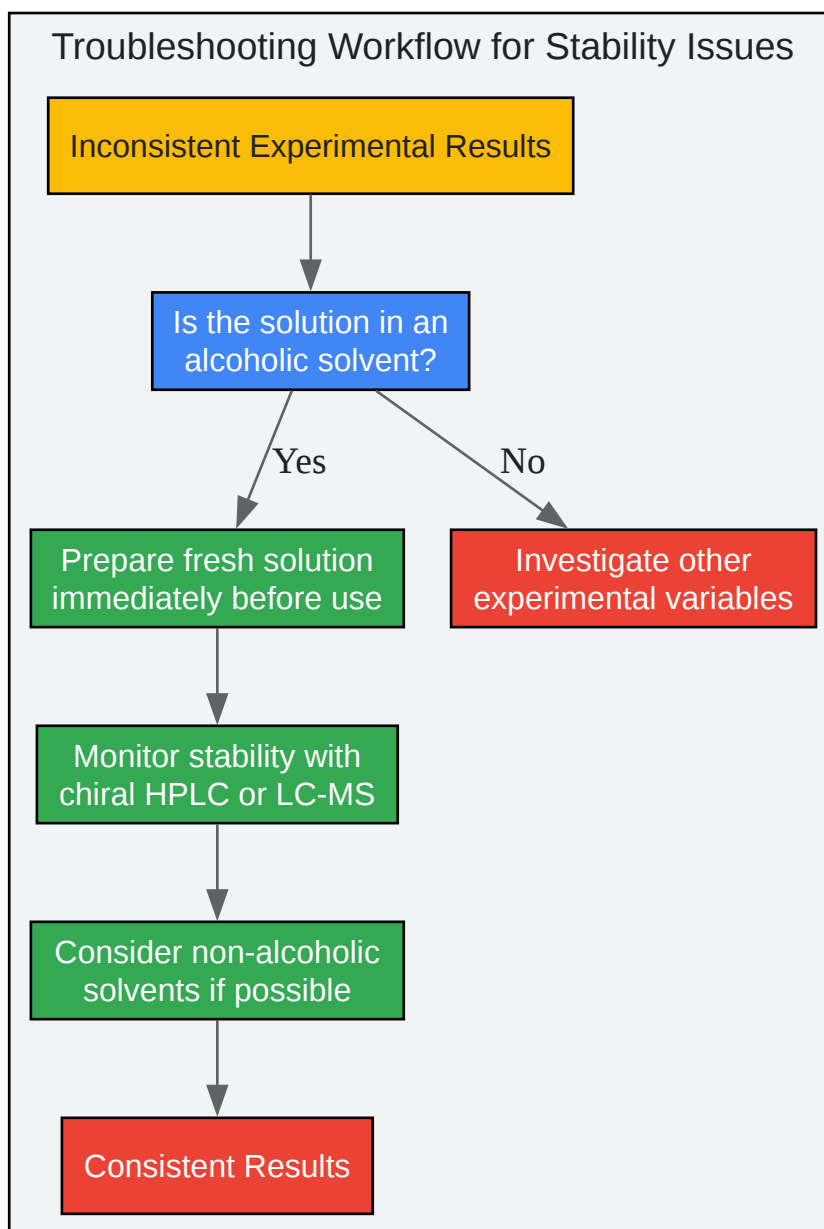 Troubleshooting Workflow for Stability Issues
Inconsistent Experimental Results
Is the solution in an
alcoholic solvent?
Yes
No
Prepare fresh solution
immediately before use
Investigate other
experimental variables
Monitor stability with
chiral HPLC or LC-MS
Consider non-alcoholic
solvents if possible
Consistent Results